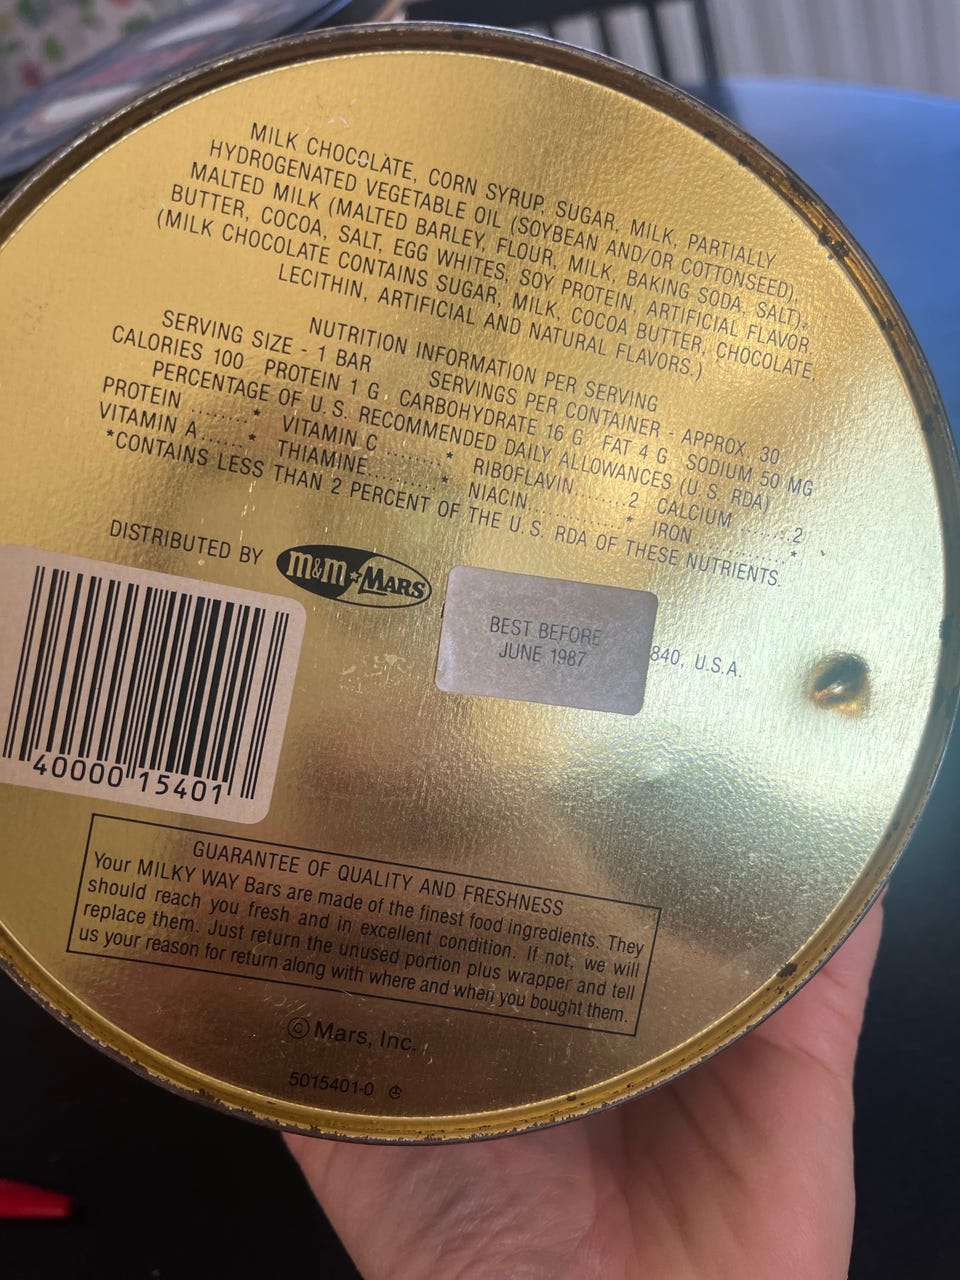 MILK CHOCOLATE, CORN SYRUP, SUGAR, MILK, PARTIALLY
HYDROGENATED VEGETABLE OIL (SOYBEAN AND/OR COTTONSEED),
MALTED MILK (MALTED BARLEY, FLOUR, MILK, BAKING SODA, SALT),
BUTTER, COCOA, SALT, EGG WHITES, SOY PROTEIN, ARTIFICIAL FLAVOR.
(MILK CHOCOLATE CONTAINS SUGAR, MILK, COCOA BUTTER, CHOCOLATE,
LECITHIN, ARTIFICIAL AND NATURAL FLAVORS.)
NUTRITION INFORMATION PER SERVING
SERVING SIZE - 1 BAR SERVINGS PER CONTAINER - APPROX. 30
CALORIES 100 PROTEIN 1 G CARBOHYDRATE 16 G FAT 4 G SODIUM 50 MG
PERCENTAGE OF U.S. RECOMMENDED DAILY ALLOWANCES (U.S. RDA)
PROTEIN ......* VITAMIN C ........* RIBOFLAVIN.......2 CALCIUM .......2
VITAMIN A.....* THIAMINE.........* NIACIN............* IRON ...........*
*CONTAINS LESS THAN 2 PERCENT OF THE U.S. RDA OF THESE NUTRIENTS.
DISTRIBUTED BY m&m★MARS
BEST BEFORE
JUNE 1987
840, U.S.A.
40000 15401
GUARANTEE OF QUALITY AND FRESHNESS
Your MILKY WAY Bars are made of the finest food ingredients. They
should reach you fresh and in excellent condition. If not, we will
replace them. Just return the unused portion plus wrapper and tell
us your reason for return along with where and when you bought them.
© Mars, Inc.
5015401-0